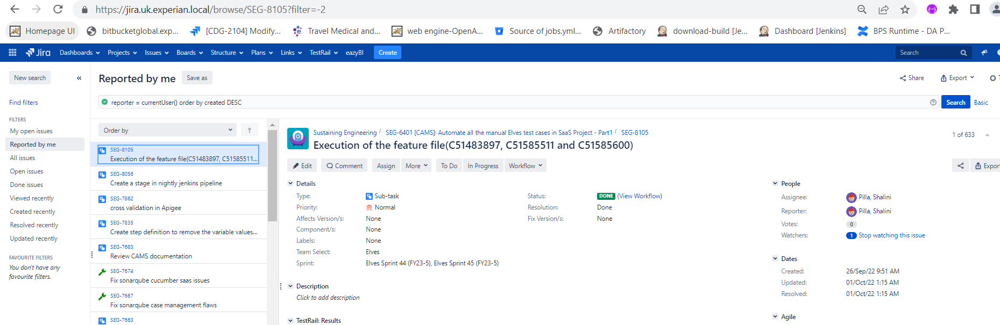 https://jira.uk.experian.local/browse/SEG-8105?filter=-2
Homepage UI bitbucketglobal.exp... [CDG-2104] Modify... Travel Medical and... web engine-OpenA... Source of jobs.yml... Artifactory download-build [Je... Dashboard [Jenkins] BPS Runtime - DA P...
Jira Dashboards Projects Issues Boards Structure Plans Links TestRail eazyBI Create Search
New search «
Find filters
FILTERS
My open issues
Reported by me
All issues
Open issues
Done issues
Viewed recently
Created recently
Resolved recently
Updated recently
FAVOURITE FILTERS
You don't have any
favourite filters.
Reported by me Save as Share Export
reporter = currentUser() order by created DESC Search Basic
Order by
SEG-8105
Execution of the feature file(C51483897, C51585511...
SEG-8056
Create a stage in nightly jenkins pipeline
SEG-7862
cross validation in Apigee
SEG-7835
Create step definition to remove the variable values...
SEG-7683
Review CAMS documentation
SEG-7674
Fix sonarqube cucumber saas issues
SEG-7667
Fix sonarqube case management flaws
SEG-7663
Sustaining Engineering / SEG-6401 [CAMS]: Automate all the manual Elves test cases in SaaS Project - Part1 / SEG-8105
Execution of the feature file(C51483897, C51585511 and C51585600)
1 of 633
Edit Comment Assign More To Do In Progress Workflow Export
Details
Type: Sub-task
Priority: Normal
Affects Version/s: None
Component/s: None
Labels: None
Team Select: Elves
Sprint: Elves Sprint 44 (FY23-5), Elves Sprint 45 (FY23-5)
Status: DONE (View Workflow)
Resolution: Done
Fix Version/s: None
Description
Click to add description
TestRail: Results
People
Assignee: Pilla, Shalini
Reporter: Pilla, Shalini
Votes: 0
Watchers: 1 Stop watching this issue
Dates
Created: 26/Sep/22 9:51 AM
Updated: 01/Oct/22 1:15 AM
Resolved: 01/Oct/22 1:15 AM
Agile